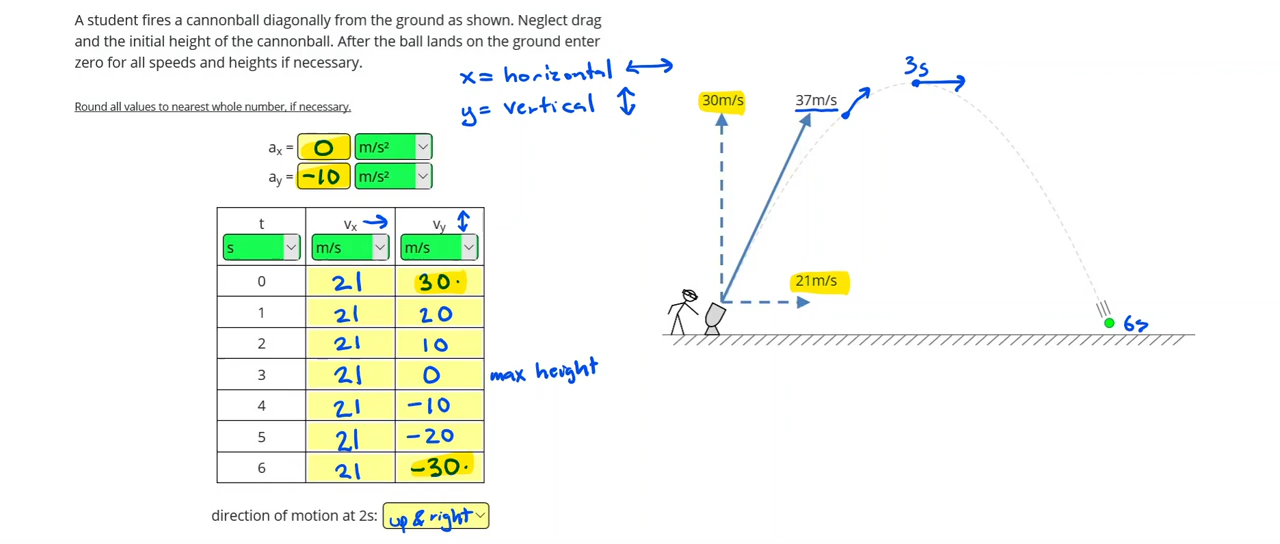 A student fires a cannonball diagonally from the ground as shown. Neglect drag
and the initial height of the cannonball. After the ball lands on the ground enter
zero for all speeds and heights if necessary.
x = horizontal ↔
y = vertical ↕
Round all values to nearest whole number, if necessary.
aₓ = 0 m/s²
aᵧ = -10 m/s²
t vₓ → vᵧ ↕
s m/s m/s
0 21 30.
1 21 20
2 21 10
3 21 0 max height
4 21 -10
5 21 -20
6 21 -30.
direction of motion at 2s: up & right
3s
30m/s 37m/s
21m/s
6s